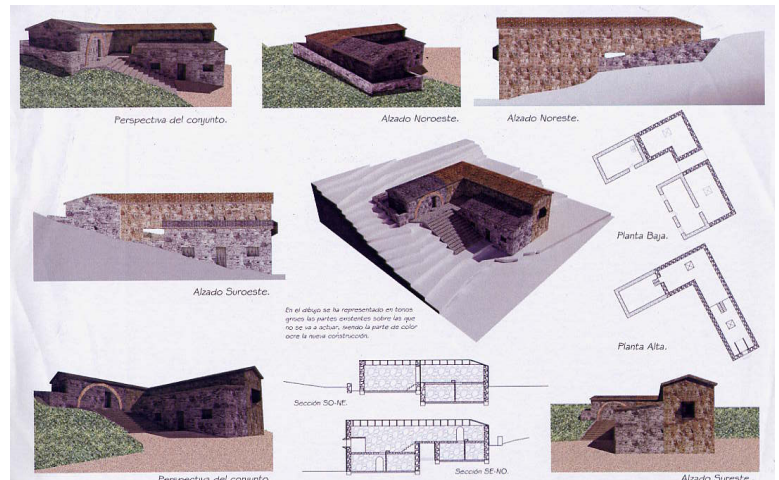 Perspectiva del conjunto.
Alzado Noroeste.
Alzado Noreste.
Planta Baja.
Alzado Suroeste.
En el dibujo se ha representado en tonos
grises las partes existentes sobre las que
no se va a actuar, siendo la parte de color
ocre la nueva construcción.
Planta Alta.
Sección SO-NE.
Sección SE-NO.
Perspectiva del conjunto
Alzado Sureste